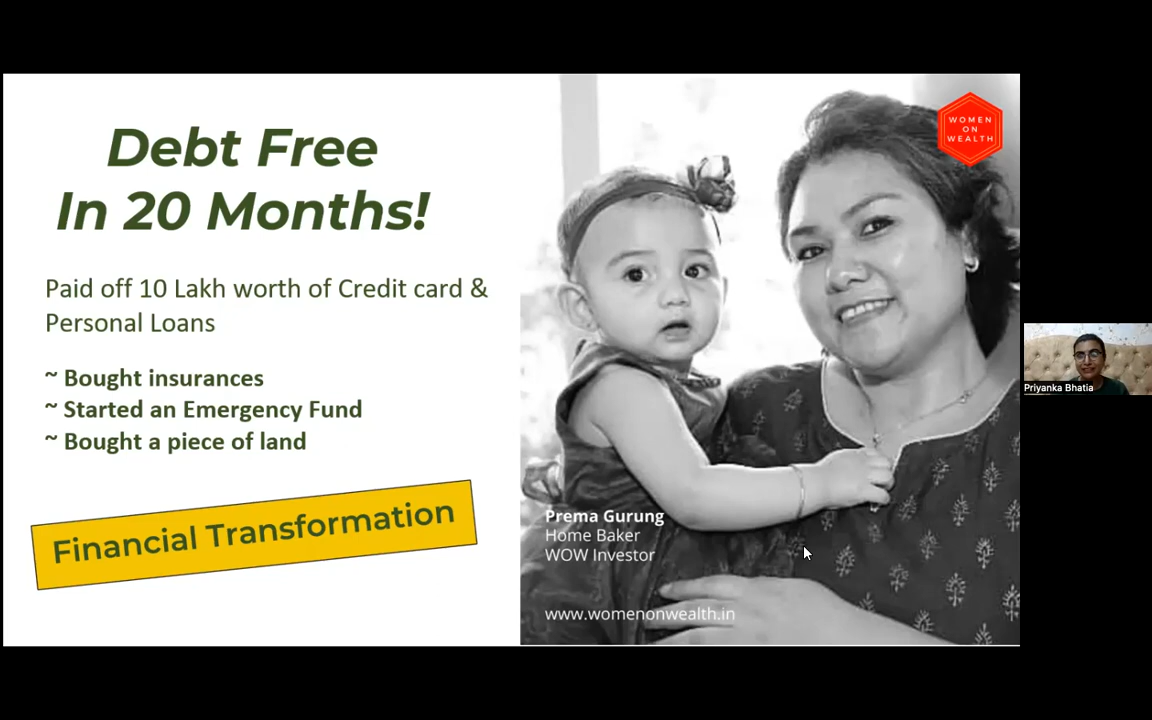 Debt Free
In 20 Months!
Paid off 10 Lakh worth of Credit card &
Personal Loans
~ Bought insurances
~ Started an Emergency Fund
~ Bought a piece of land
Financial Transformation
WOMEN
ON
WEALTH
Prema Gurung
Home Baker
WOW Investor
www.womenonwealth.in
Priyanka Bhatia